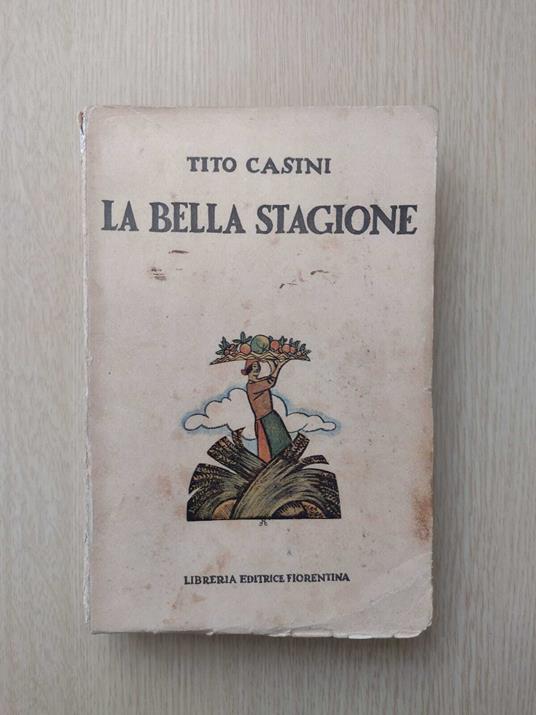 TITO CASINI
LA BELLA STAGIONE
LIBRERIA EDITRICE FIORENTINA